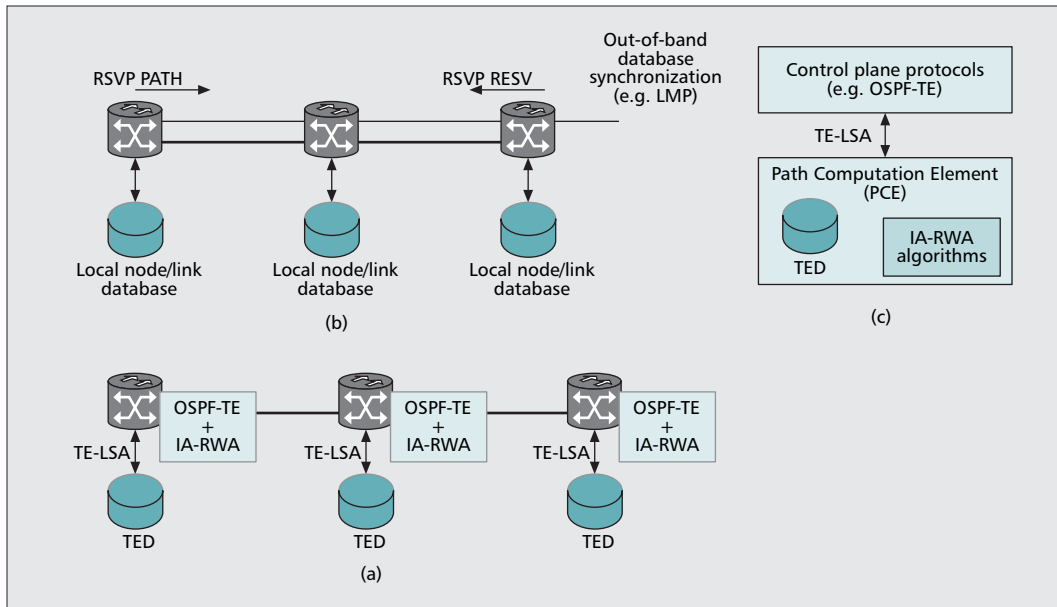 Out-of-band
database
synchronization
(e.g. LMP)
RSVP PATH
RSVP RESV
Local node/link
database
Local node/link
database
Local node/link
database
(b)
Control plane protocols
(e.g. OSPF-TE)
TE-LSA
Path Computation Element
(PCE)
TED
IA-RWA
algorithms
(c)
OSPF-TE
+
IA-RWA
TE-LSA
TED
OSPF-TE
+
IA-RWA
TE-LSA
TED
OSPF-TE
+
IA-RWA
TE-LSA
TED
(a)